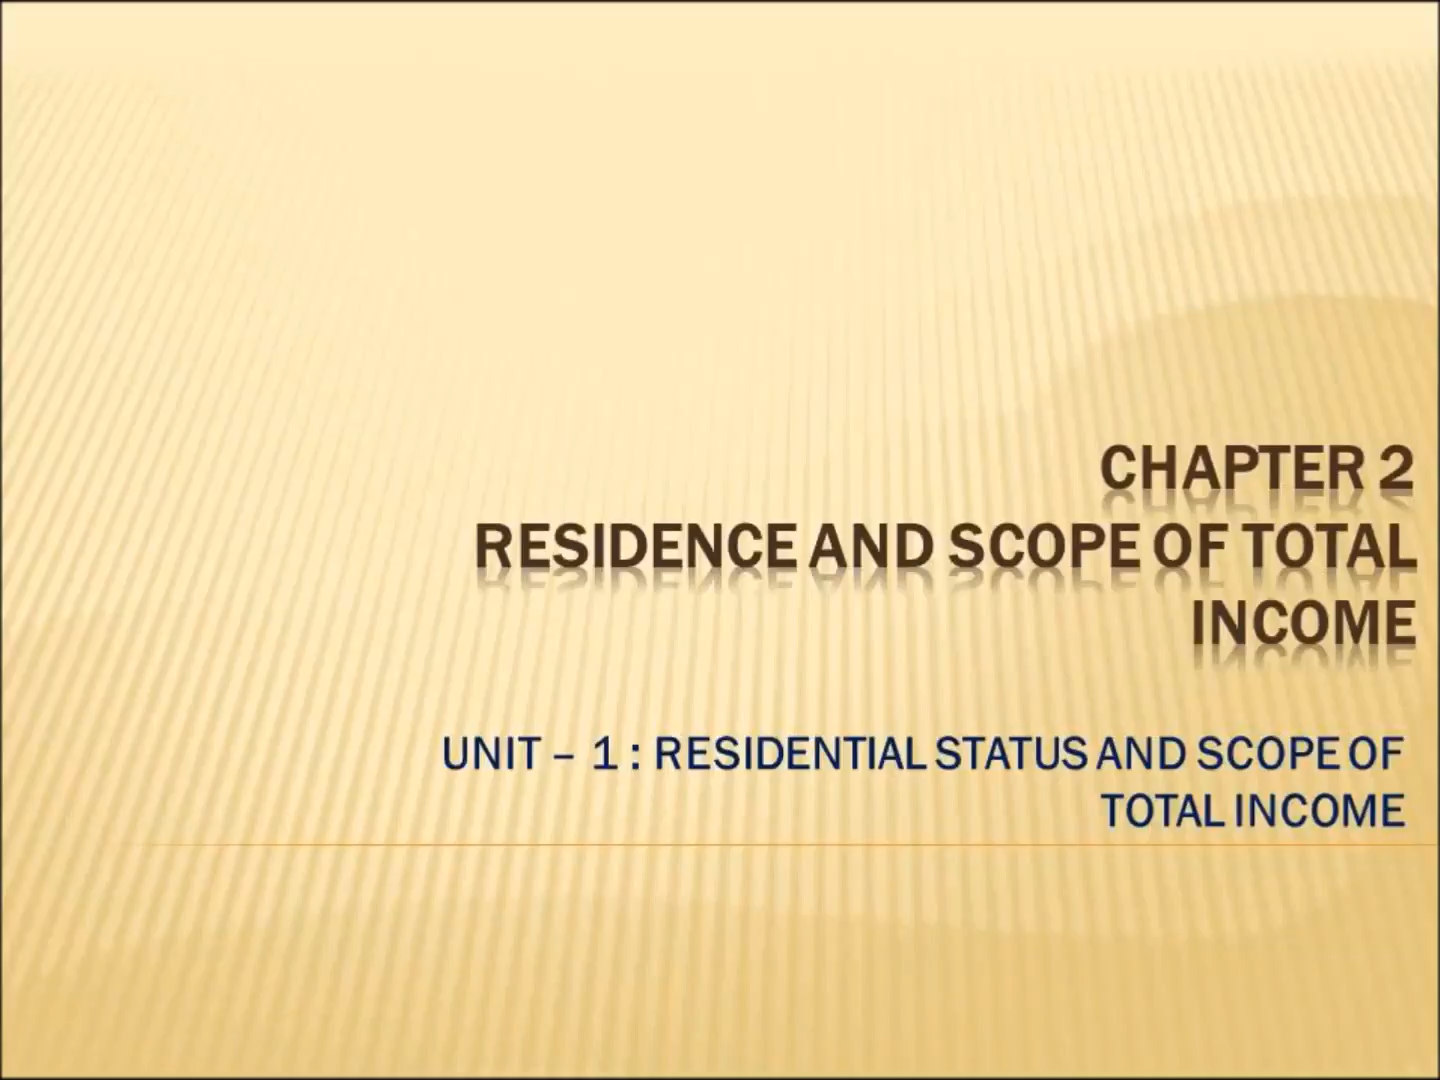 CHAPTER 2
RESIDENCE AND SCOPE OF TOTAL
INCOME
UNIT – 1 : RESIDENTIAL STATUS AND SCOPE OF
TOTAL INCOME